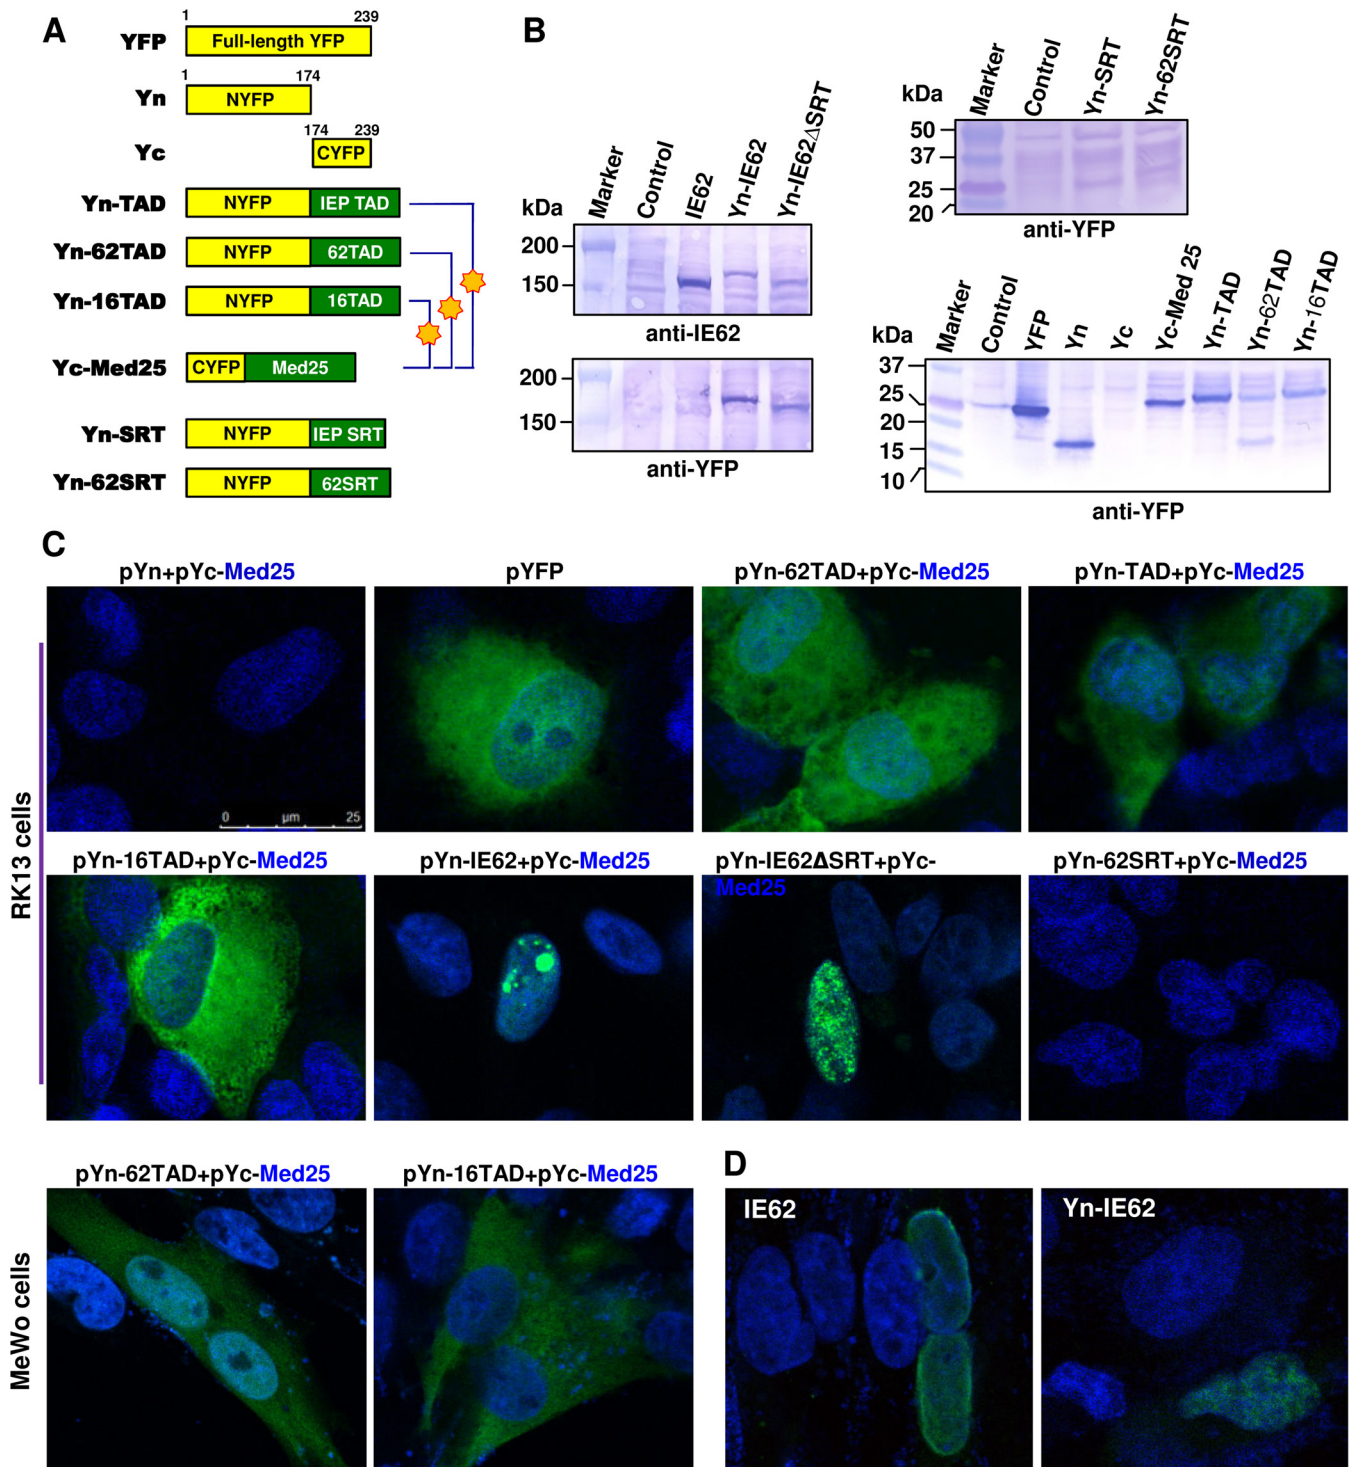 A
1 239
YFP Full-length YFP
1 174
Yn NYFP
174 239
Yc CYFP
Yn-TAD NYFP IEP TAD
Yn-62TAD NYFP 62TAD
Yn-16TAD NYFP 16TAD
Yc-Med25 CYFP Med25
Yn-SRT NYFP IEP SRT
Yn-62SRT NYFP 62SRT
B
kDa Marker Control IE62 Yn-IE62 Yn-IE62ΔSRT
200
150
anti-IE62
200
150
anti-YFP
kDa Marker Control Yn-SRT Yn-62SRT
50
37
25
20
anti-YFP
kDa Marker Control YFP Yn Yc Yc-Med 25 Yn-TAD Yn-62TAD Yn-16TAD
37
25
20
15
10
anti-YFP
C
RK13 cells
pYn+pYc-Med25 pYFP pYn-62TAD+pYc-Med25 pYn-TAD+pYc-Med25
0 µm 25
pYn-16TAD+pYc-Med25 pYn-IE62+pYc-Med25 pYn-IE62ΔSRT+pYc-
Med25
pYn-62SRT+pYc-Med25
MeWo cells
pYn-62TAD+pYc-Med25 pYn-16TAD+pYc-Med25
D
IE62 Yn-IE62